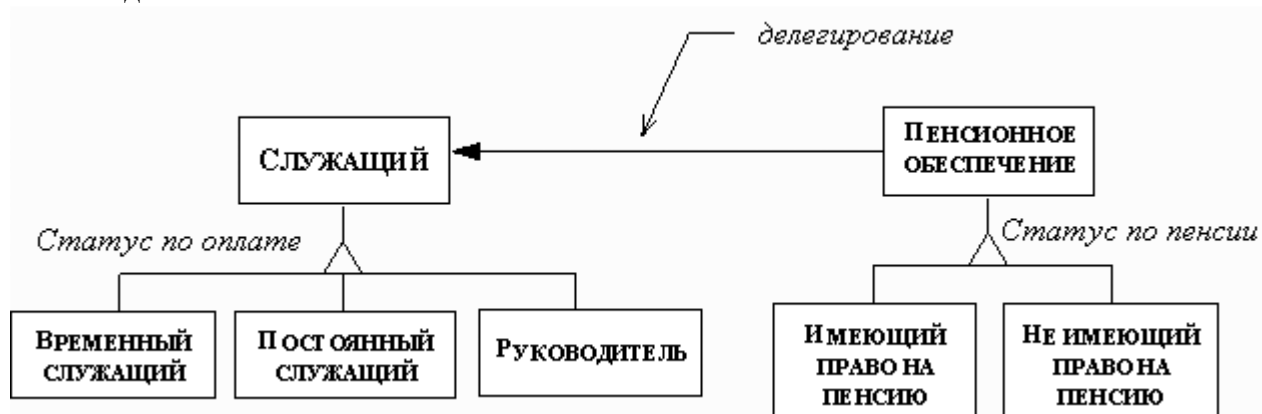 делегирование
СЛУЖАЩИЙ
ПЕНСИОННОЕ
ОБЕСПЕЧЕНИЕ
Статус по оплате
Статус по пенсии
ВРЕМЕННЫЙ
СЛУЖАЩИЙ
ПОСТОЯННЫЙ
СЛУЖАЩИЙ
РУКОВОДИТЕЛЬ
ИМЕЮЩИЙ
ПРАВО НА
ПЕНСИЮ
НЕ ИМЕЮЩИЙ
ПРАВО НА
ПЕНСИЮ